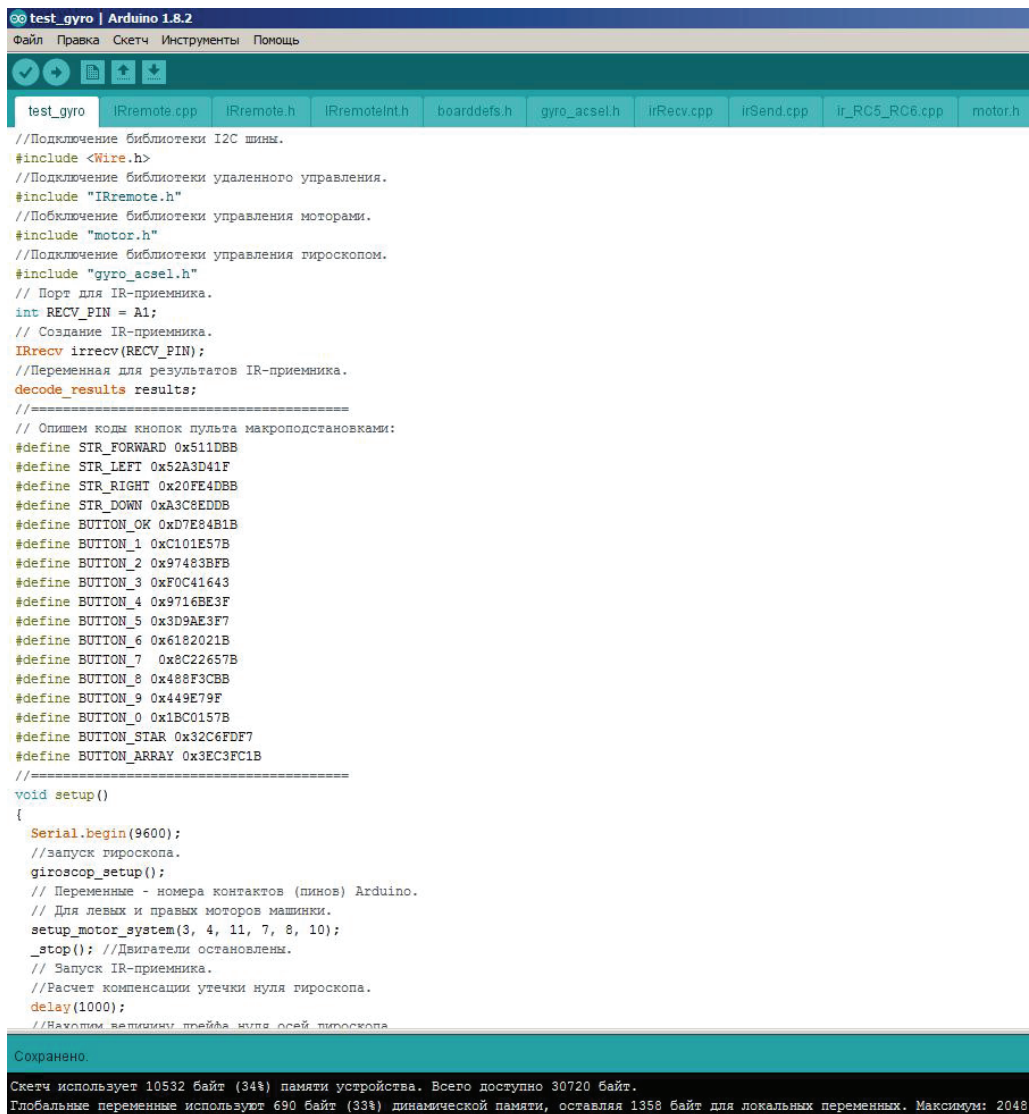 test_gyro | Arduino 1.8.2
Файл Правка Скетч Инструменты Помощь
test_gyro IRremote.cpp IRremote.h IRremoteInt.h boarddefs.h gyro_acsel.h irRecv.cpp irSend.cpp ir_RC5_RC6.cpp motor.h
//Подключение библиотеки I2C шины.
#include <Wire.h>
//Подключение библиотеки удаленного управления.
#include "IRremote.h"
//Побключение библиотеки управления моторами.
#include "motor.h"
//Подключение библиотеки управления гироскопом.
#include "gyro_acsel.h"
// Порт для IR-приемника.
int RECV_PIN = A1;
// Создание IR-приемника.
IRrecv irrecv(RECV_PIN);
//Переменная для результатов IR-приемника.
decode_results results;
//========================================
// Опишем коды кнопок пульта макроподстановками:
#define STR_FORWARD 0x511DBB
#define STR_LEFT 0x52A3D41F
#define STR_RIGHT 0x20FE4DBB
#define STR_DOWN 0xA3C8EDDB
#define BUTTON_OK 0xD7E84B1B
#define BUTTON_1 0xC101E57B
#define BUTTON_2 0x97483BFB
#define BUTTON_3 0xF0C41643
#define BUTTON_4 0x9716BE3F
#define BUTTON_5 0x3D9AE3F7
#define BUTTON_6 0x6182021B
#define BUTTON_7  0x8C22657B
#define BUTTON_8 0x488F3CBB
#define BUTTON_9 0x449E79F
#define BUTTON_0 0x1BC0157B
#define BUTTON_STAR 0x32C6FDF7
#define BUTTON_ARRAY 0x3EC3FC1B
//========================================
void setup()
{
Serial.begin(9600);
//запуск гироскопа.
giroscop_setup();
// Переменные - номера контактов (пинов) Arduino.
// Для левых и правых моторов машинки.
setup_motor_system(3, 4, 11, 7, 8, 10);
_stop(); //Двигатели остановлены.
// Запуск IR-приемника.
//Расчет компенсации утечки нуля гироскопа.
delay(1000);
//Находим величину дрейфа нуля осей гироскопа
Сохранено.
Скетч использует 10532 байт (34%) памяти устройства. Всего доступно 30720 байт.
Глобальные переменные используют 690 байт (33%) динамической памяти, оставляя 1358 байт для локальных переменных. Максимум: 2048